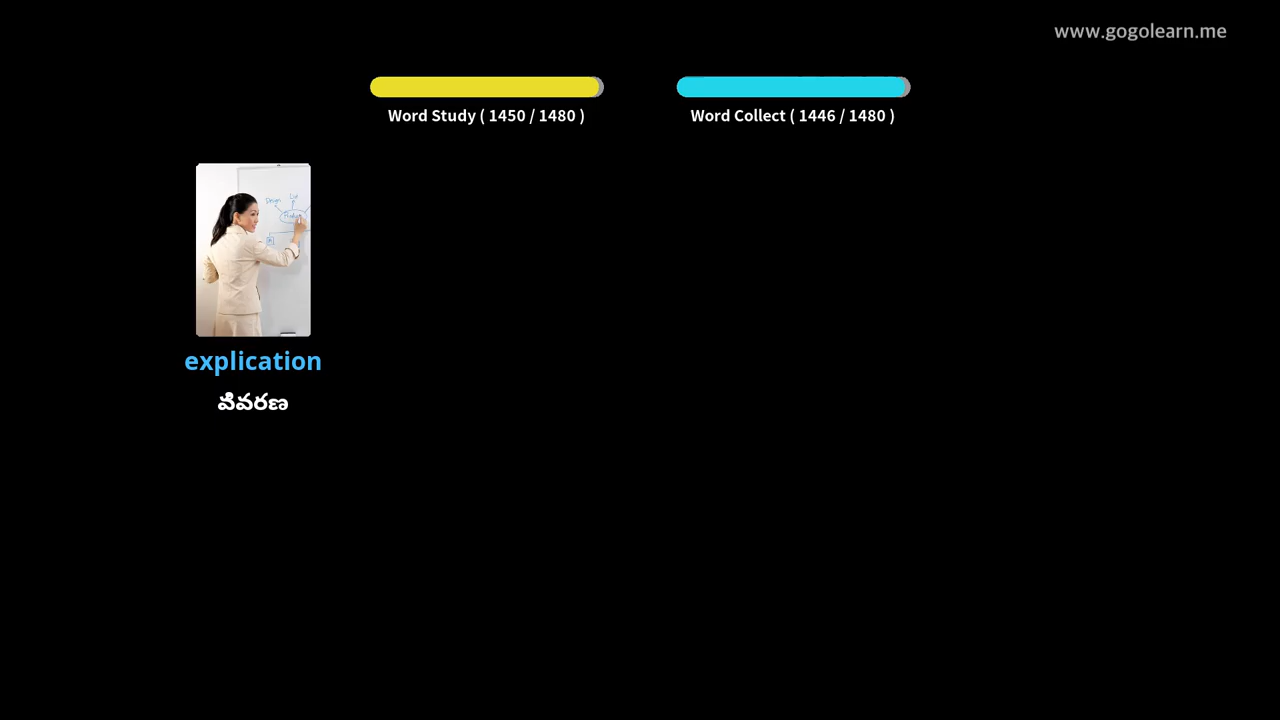 www.gogolearn.me
Word Study ( 1450 / 1480 )
Word Collect ( 1446 / 1480 )
explication
వివరణ